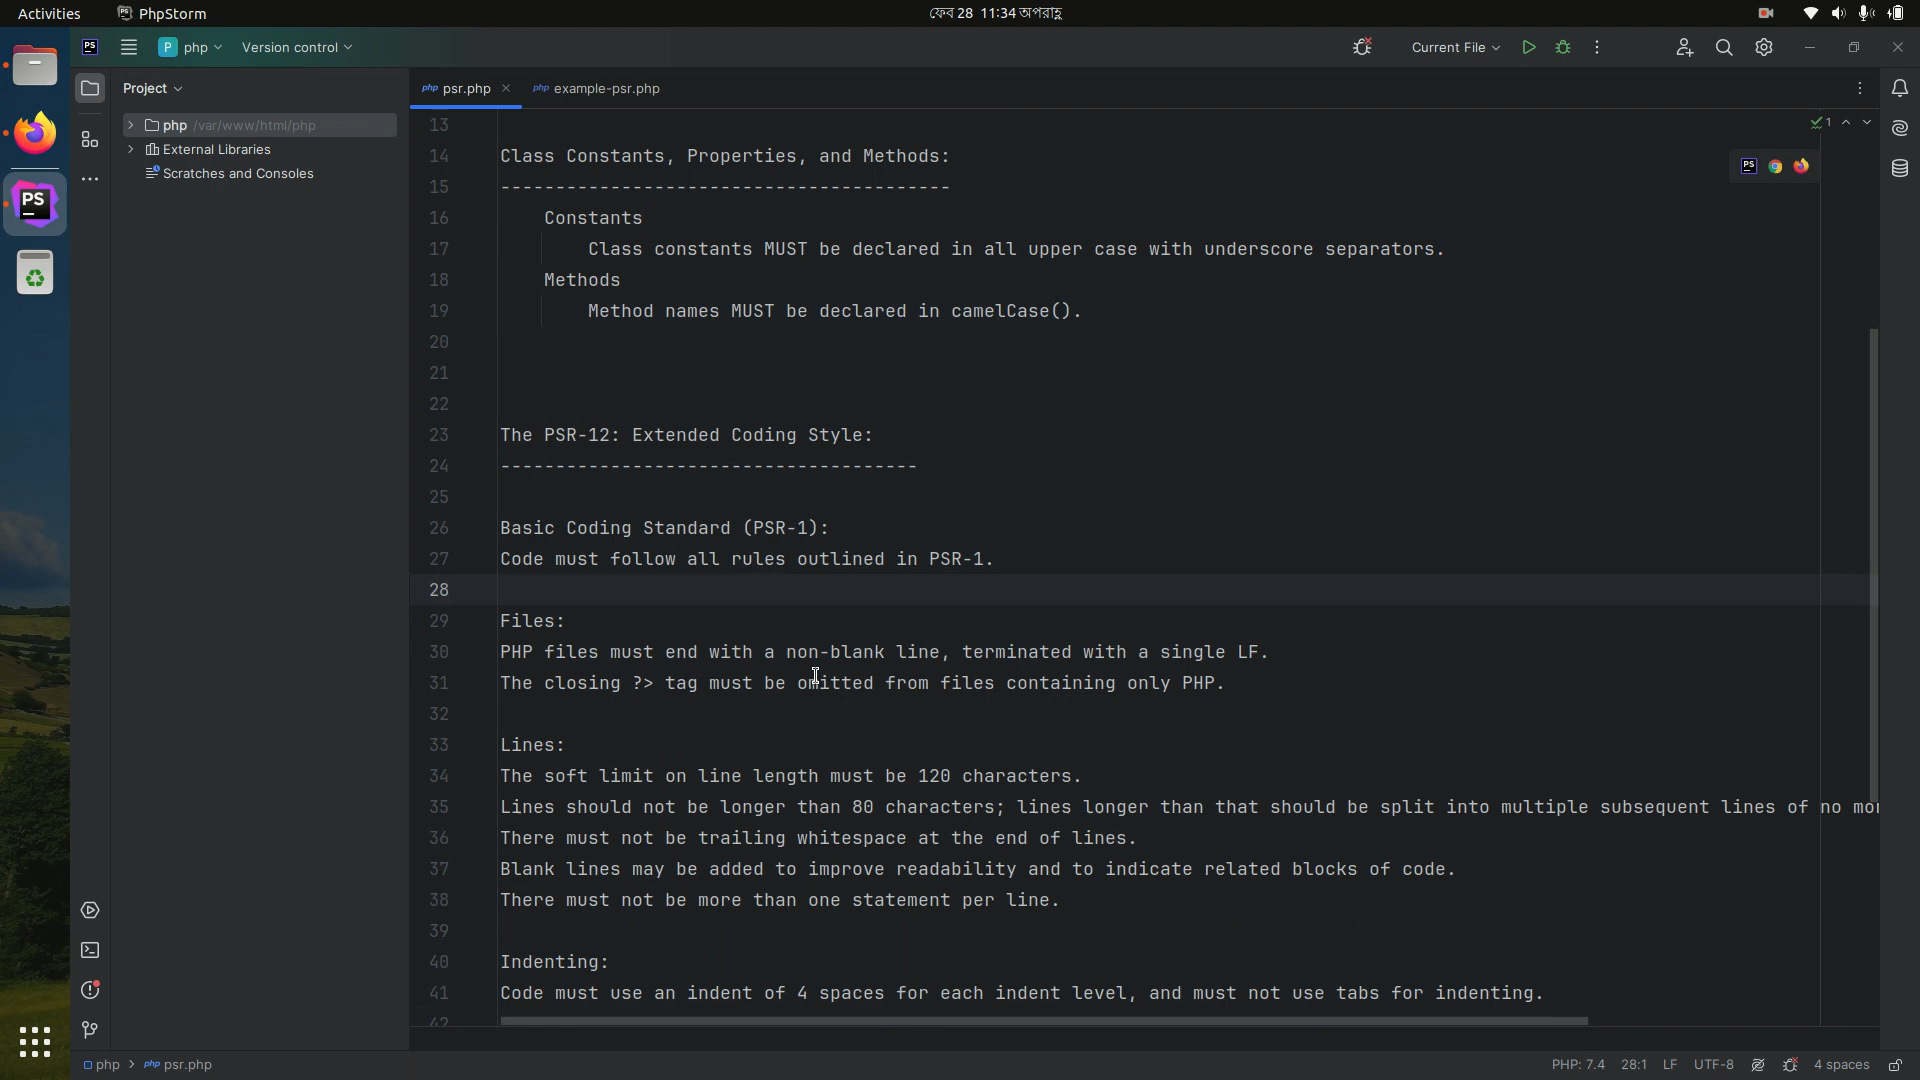 Activities PhpStorm ফেব 28 11:34 অপরাহ্ণ
PS P php Version control Current File
Project psr.php example-psr.php
php /var/www/html/php
External Libraries
Scratches and Consoles
1
13
14 Class Constants, Properties, and Methods:
15 -----------------------------------------
16 Constants
17 Class constants MUST be declared in all upper case with underscore separators.
18 Methods
19 Method names MUST be declared in camelCase().
20
21
22
23 The PSR-12: Extended Coding Style:
24 --------------------------------------
25
26 Basic Coding Standard (PSR-1):
27 Code must follow all rules outlined in PSR-1.
28
29 Files:
30 PHP files must end with a non-blank line, terminated with a single LF.
31 The closing ?> tag must be omitted from files containing only PHP.
32
33 Lines:
34 The soft limit on line length must be 120 characters.
35 Lines should not be longer than 80 characters; lines longer than that should be split into multiple subsequent lines of no mo
36 There must not be trailing whitespace at the end of lines.
37 Blank lines may be added to improve readability and to indicate related blocks of code.
38 There must not be more than one statement per line.
39
40 Indenting:
41 Code must use an indent of 4 spaces for each indent level, and must not use tabs for indenting.
42
php psr.php PHP: 7.4 28:1 LF UTF-8 4 spaces